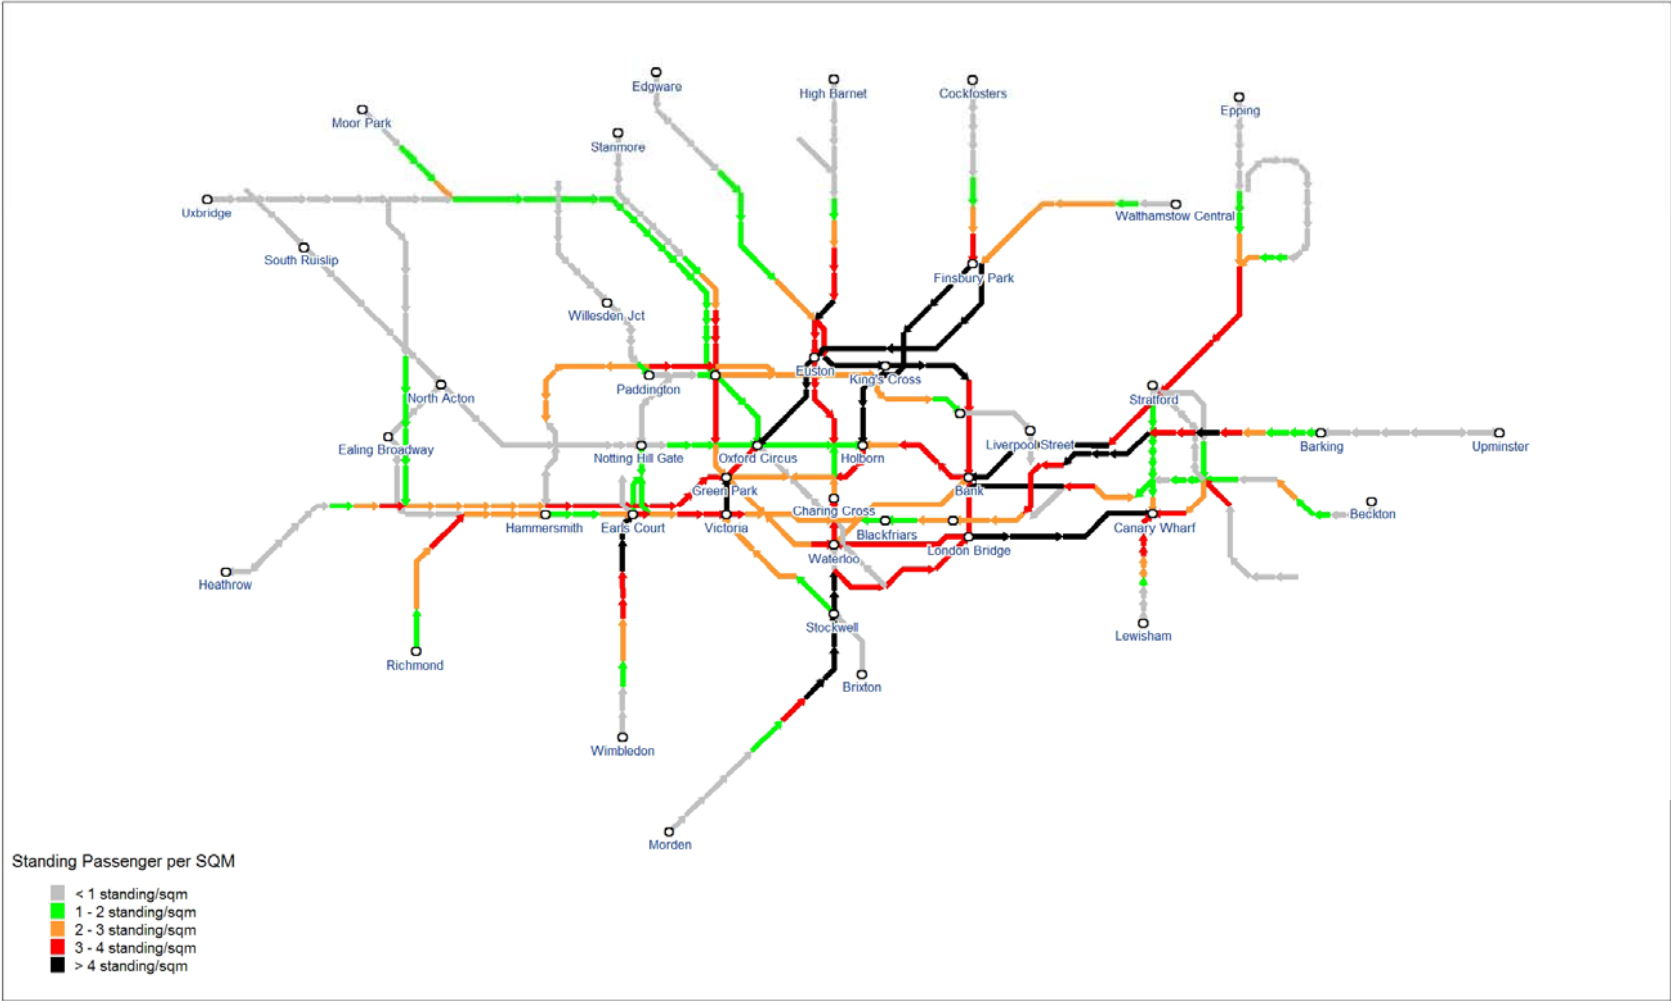 Edgware
High Barnet
Cockfosters
Epping
Moor Park
Stanmore
Uxbridge
Walthamstow Central
South Ruislip
Finsbury Park
Willesden Jct
Euston
King's Cross
Paddington
North Acton
Stratford
Ealing Broadway
Notting Hill Gate
Oxford Circus
Holborn
Liverpool Street
Barking
Upminster
Green Park
Bank
Charing Cross
Beckton
Hammersmith
Earls Court
Victoria
Blackfriars
Canary Wharf
London Bridge
Waterloo
Heathrow
Stockwell
Lewisham
Richmond
Brixton
Wimbledon
Morden
Standing Passenger per SQM
< 1 standing/sqm
1 - 2 standing/sqm
2 - 3 standing/sqm
3 - 4 standing/sqm
> 4 standing/sqm